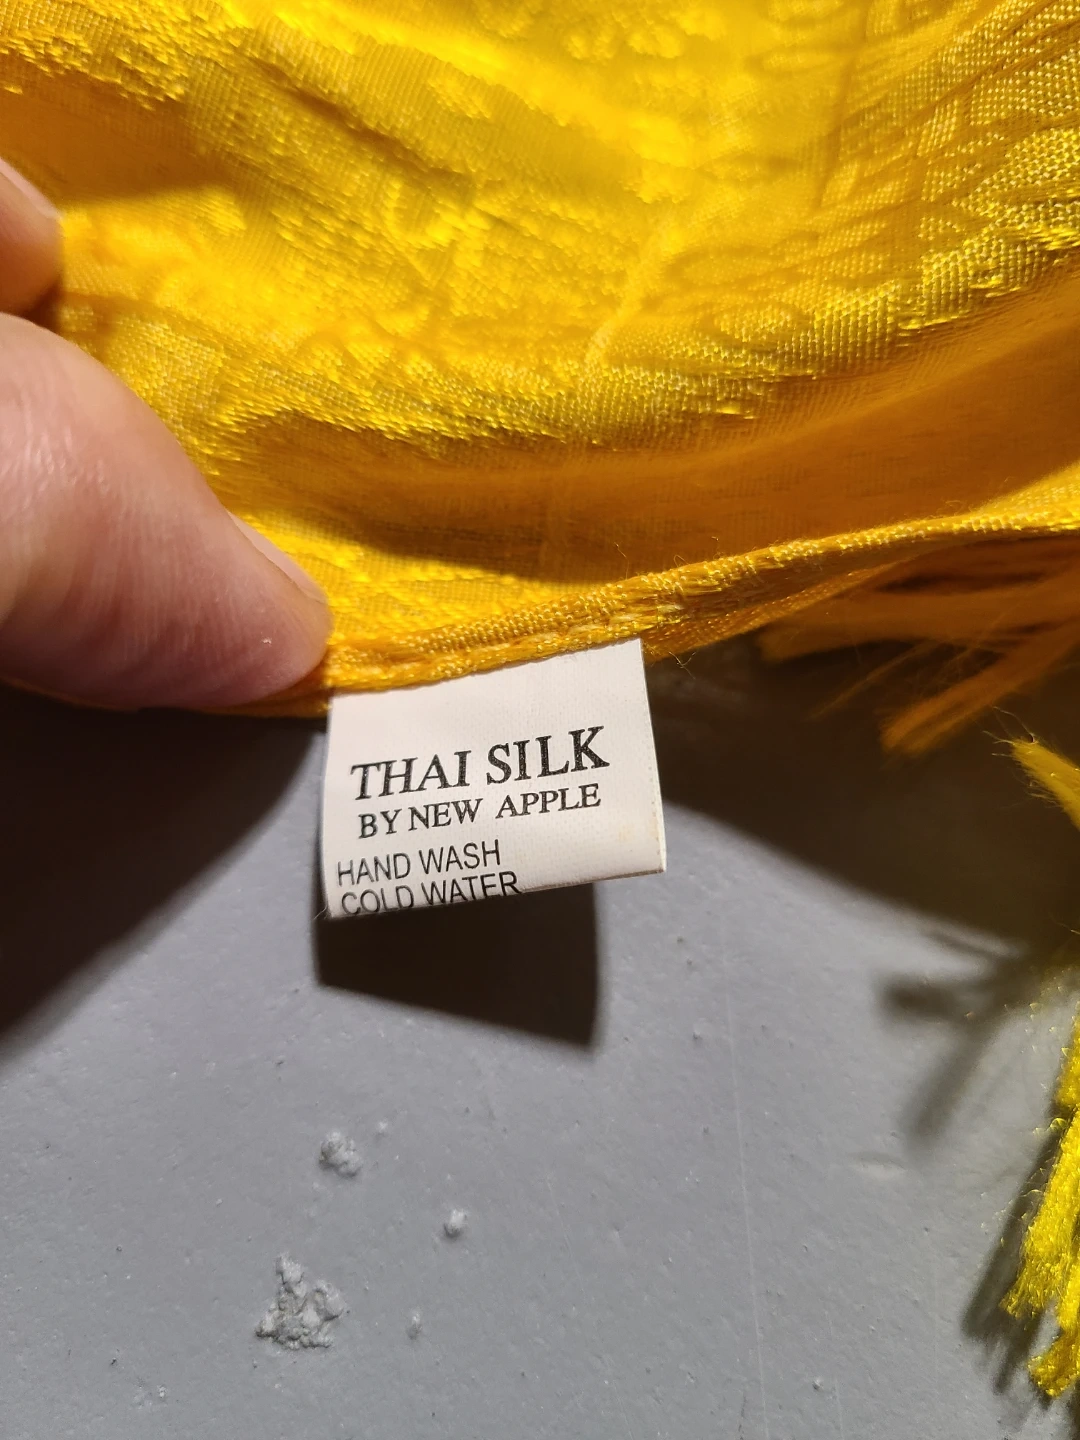 THAI SILK
BY NEW APPLE
HAND WASH
COLD WATER